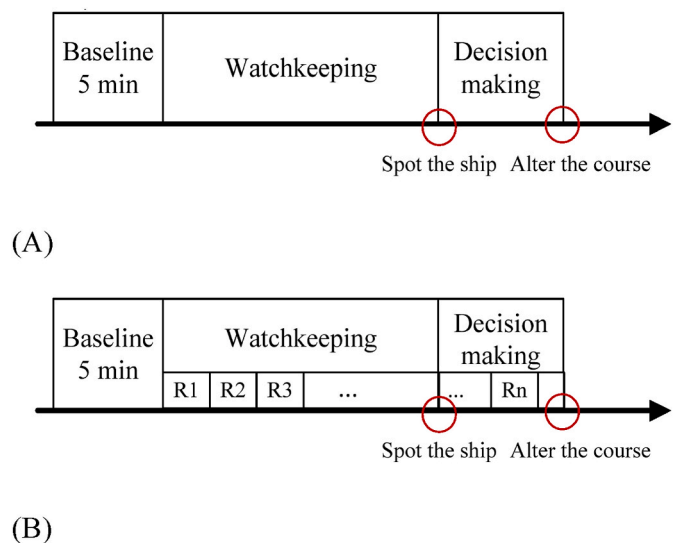 Baseline
5 min
Watchkeeping
Decision
making
Spot the ship
Alter the course
(A)
Baseline
5 min
Watchkeeping
Decision
making
R1
R2
R3
...
...
Rn
Spot the ship
Alter the course
(B)